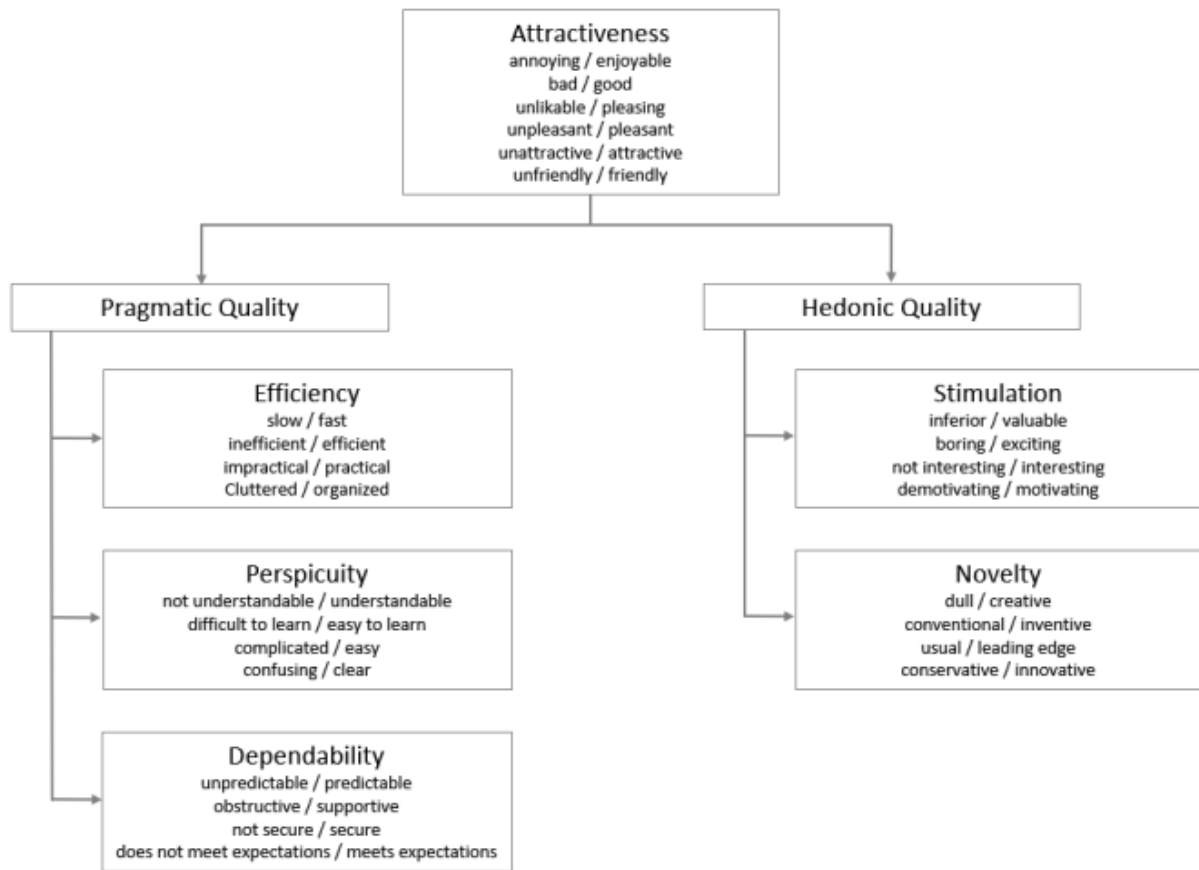 Attractiveness
annoying / enjoyable
bad / good
unlikable / pleasing
unpleasant / pleasant
unattractive / attractive
unfriendly / friendly
Pragmatic Quality
Efficiency
slow / fast
inefficient / efficient
impractical / practical
Cluttered / organized
Perspicuity
not understandable / understandable
difficult to learn / easy to learn
complicated / easy
confusing / clear
Dependability
unpredictable / predictable
obstructive / supportive
not secure / secure
does not meet expectations / meets expectations
Hedonic Quality
Stimulation
inferior / valuable
boring / exciting
not interesting / interesting
demotivating / motivating
Novelty
dull / creative
conventional / inventive
usual / leading edge
conservative / innovative